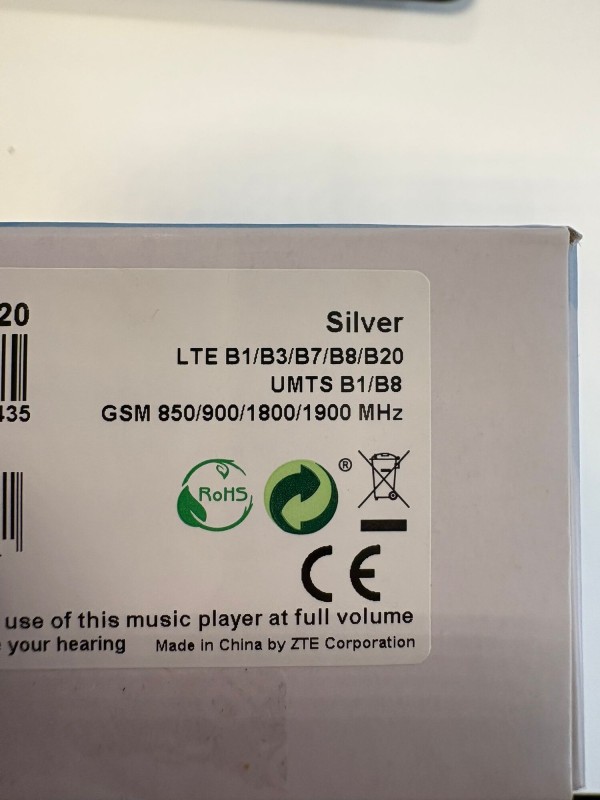 20
Silver
LTE B1/B3/B7/B8/B20
UMTS B1/B8
435
GSM 850/900/1800/1900 MHz
RoHS
®
CE
use of this music player at full volume
your hearing
Made in China by ZTE Corporation